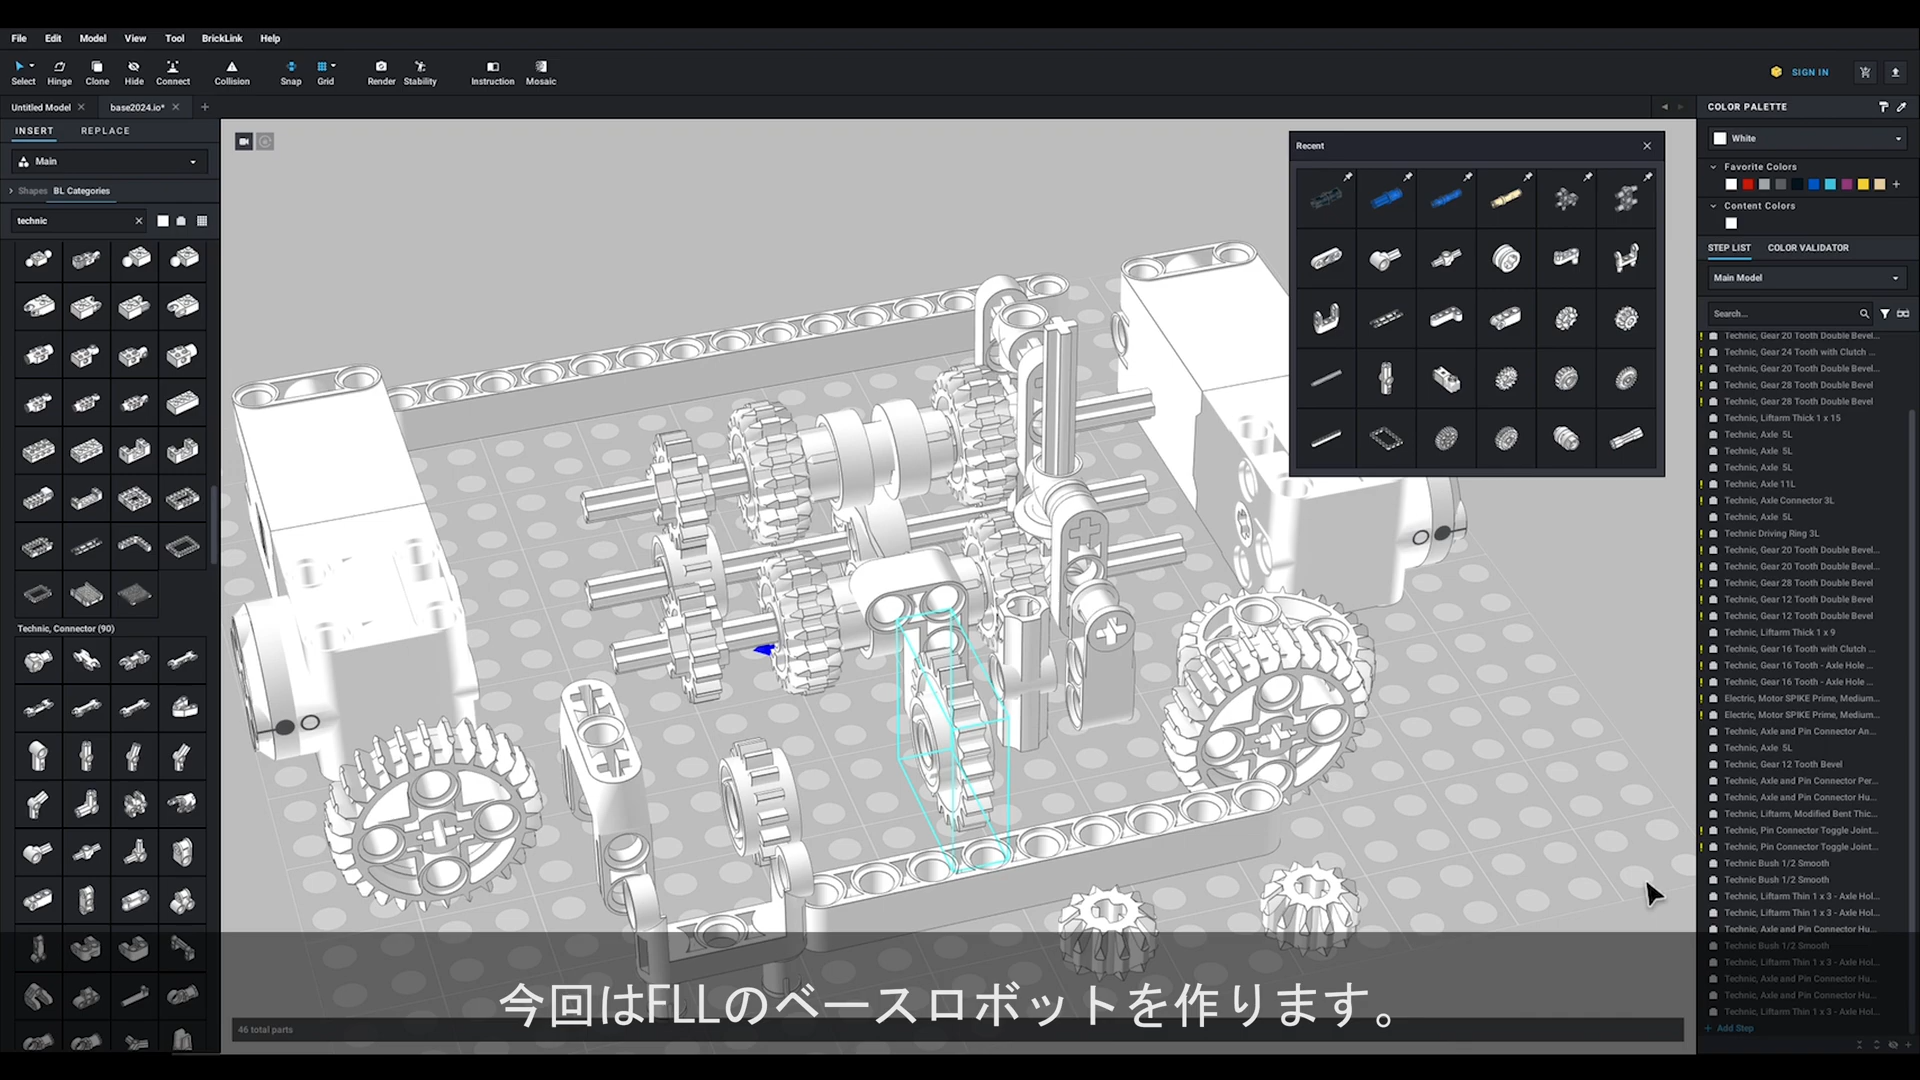 File Edit Model View Tool BrickLink Help
Select Hinge Clone Hide Connect Collision Snap Grid Render Stability Instruction Mosaic
SIGN IN
Untitled Model base2024.io*
INSERT REPLACE
Main
Shapes BL Categories
technic
Technic, Connector (90)
Recent
46 total parts
今回はFLLのベースロボットを作ります。
COLOR PALETTE
White
Favorite Colors
Content Colors
STEP LIST COLOR VALIDATOR
Main Model
Search...
Technic, Gear 20 Tooth Double Bevel...
Technic, Gear 24 Tooth with Clutch ...
Technic, Gear 20 Tooth Double Bevel...
Technic, Gear 28 Tooth Double Bevel
Technic, Gear 28 Tooth Double Bevel
Technic, Liftarm Thick 1 x 15
Technic, Axle 5L
Technic, Axle 5L
Technic, Axle 5L
Technic, Axle 11L
Technic, Axle Connector 3L
Technic, Axle 5L
Technic Driving Ring 3L
Technic, Gear 20 Tooth Double Bevel...
Technic, Gear 20 Tooth Double Bevel...
Technic, Gear 28 Tooth Double Bevel
Technic, Gear 12 Tooth Double Bevel
Technic, Gear 12 Tooth Double Bevel
Technic, Liftarm Thick 1 x 9
Technic, Gear 16 Tooth with Clutch ...
Technic, Gear 16 Tooth - Axle Hole ...
Technic, Gear 16 Tooth - Axle Hole ...
Electric, Motor SPIKE Prime, Medium...
Electric, Motor SPIKE Prime, Medium...
Technic, Axle and Pin Connector An...
Technic, Axle 5L
Technic, Gear 12 Tooth Bevel
Technic, Axle and Pin Connector Per...
Technic, Axle and Pin Connector Hu...
Technic, Liftarm, Modified Bent Thic...
Technic, Pin Connector Toggle Joint...
Technic, Pin Connector Toggle Joint...
Technic Bush 1/2 Smooth
Technic Bush 1/2 Smooth
Technic, Liftarm Thin 1 x 3 - Axle Hol...
Technic, Liftarm Thin 1 x 3 - Axle Hol...
Technic, Axle and Pin Connector Hu...
Technic Bush 1/2 Smooth
Technic, Liftarm Thin 1 x 3 - Axle Hol...
Technic, Axle and Pin Connector Hu...
Technic, Axle and Pin Connector Hu...
Technic, Liftarm Thin 1 x 3 - Axle Hol...
Add Step